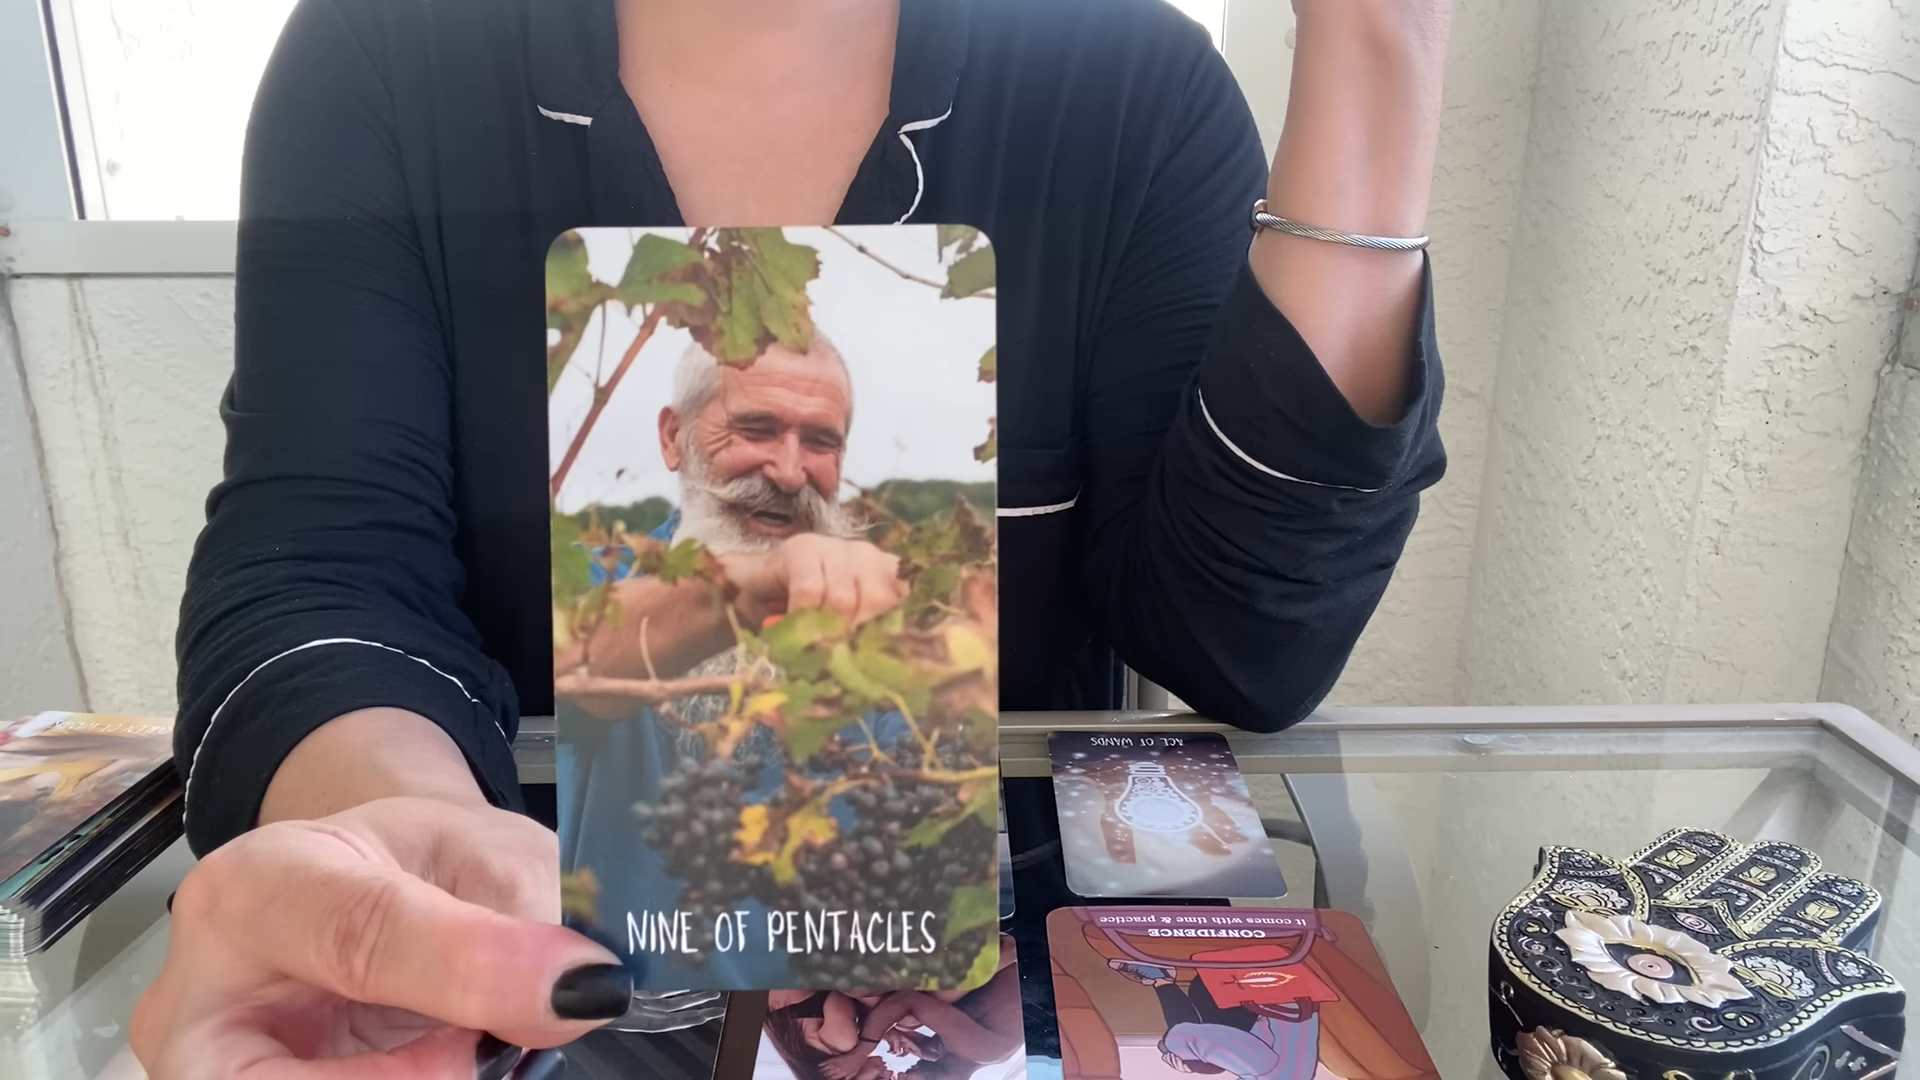 NINE OF PENTACLES
ACE OF WANDS
It comes with time & practice
CONFIDENCE